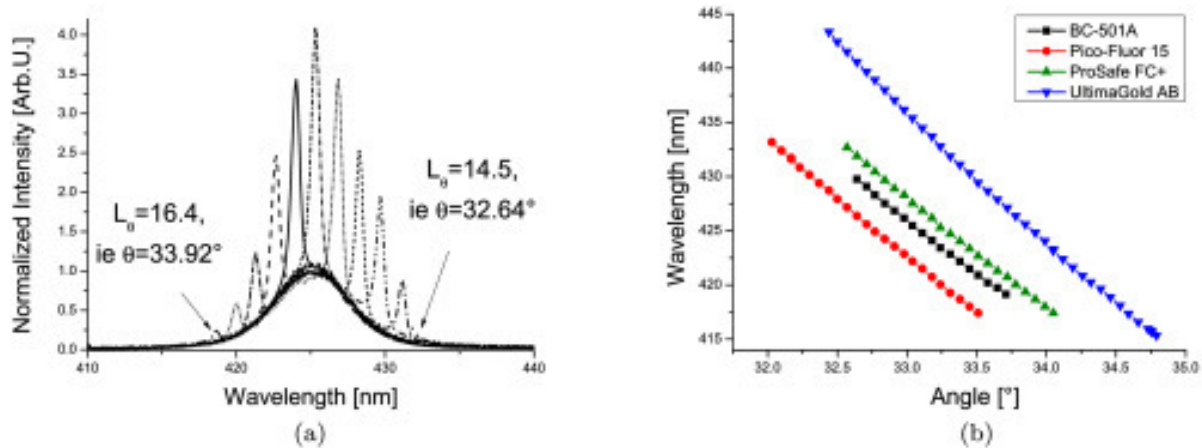 Normalized Intensity [Arb.U.]
4.0
3.5
3.0
2.5
2.0
1.5
1.0
0.5
0.0
L_θ=16.4,
ie θ=33.92°
L_θ=14.5,
ie θ=32.64°
410
420
430
440
Wavelength [nm]
(a)
Wavelength [nm]
445
440
435
430
425
420
415
BC-501A
Pico-Fluor 15
ProSafe FC+
UltimaGold AB
32.0
32.5
33.0
33.5
34.0
34.5
35.0
Angle [°]
(b)